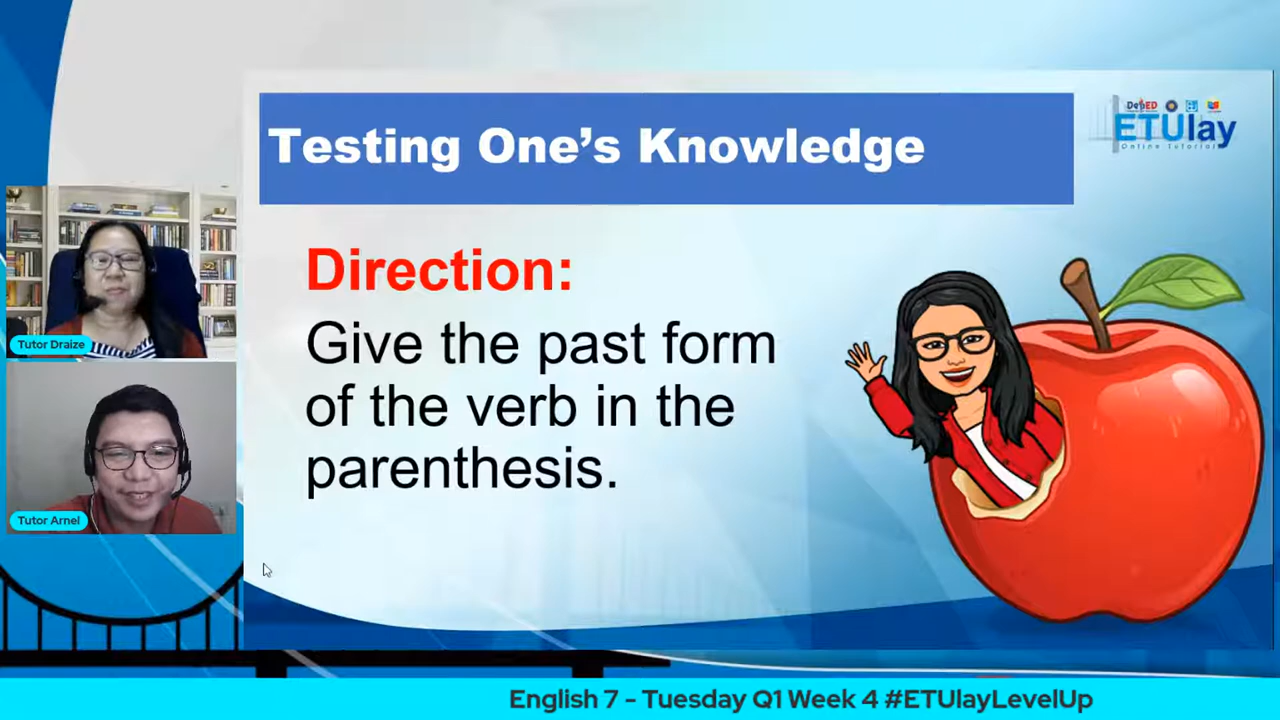 Testing One's Knowledge
DepED
ETUlay
Online Tutorial
Direction:
Give the past form
of the verb in the
parenthesis.
Tutor Draize
Tutor Arnel
English 7 - Tuesday Q1 Week 4 #ETUlayLevelUp